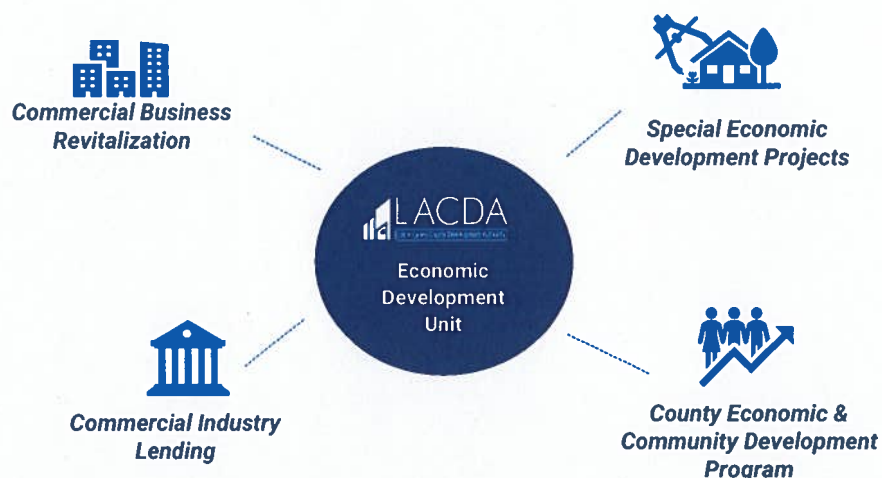 Commercial Business
Revitalization
Special Economic
Development Projects
LACDA
Economic
Development
Unit
Commercial Industry
Lending
County Economic &
Community Development
Program